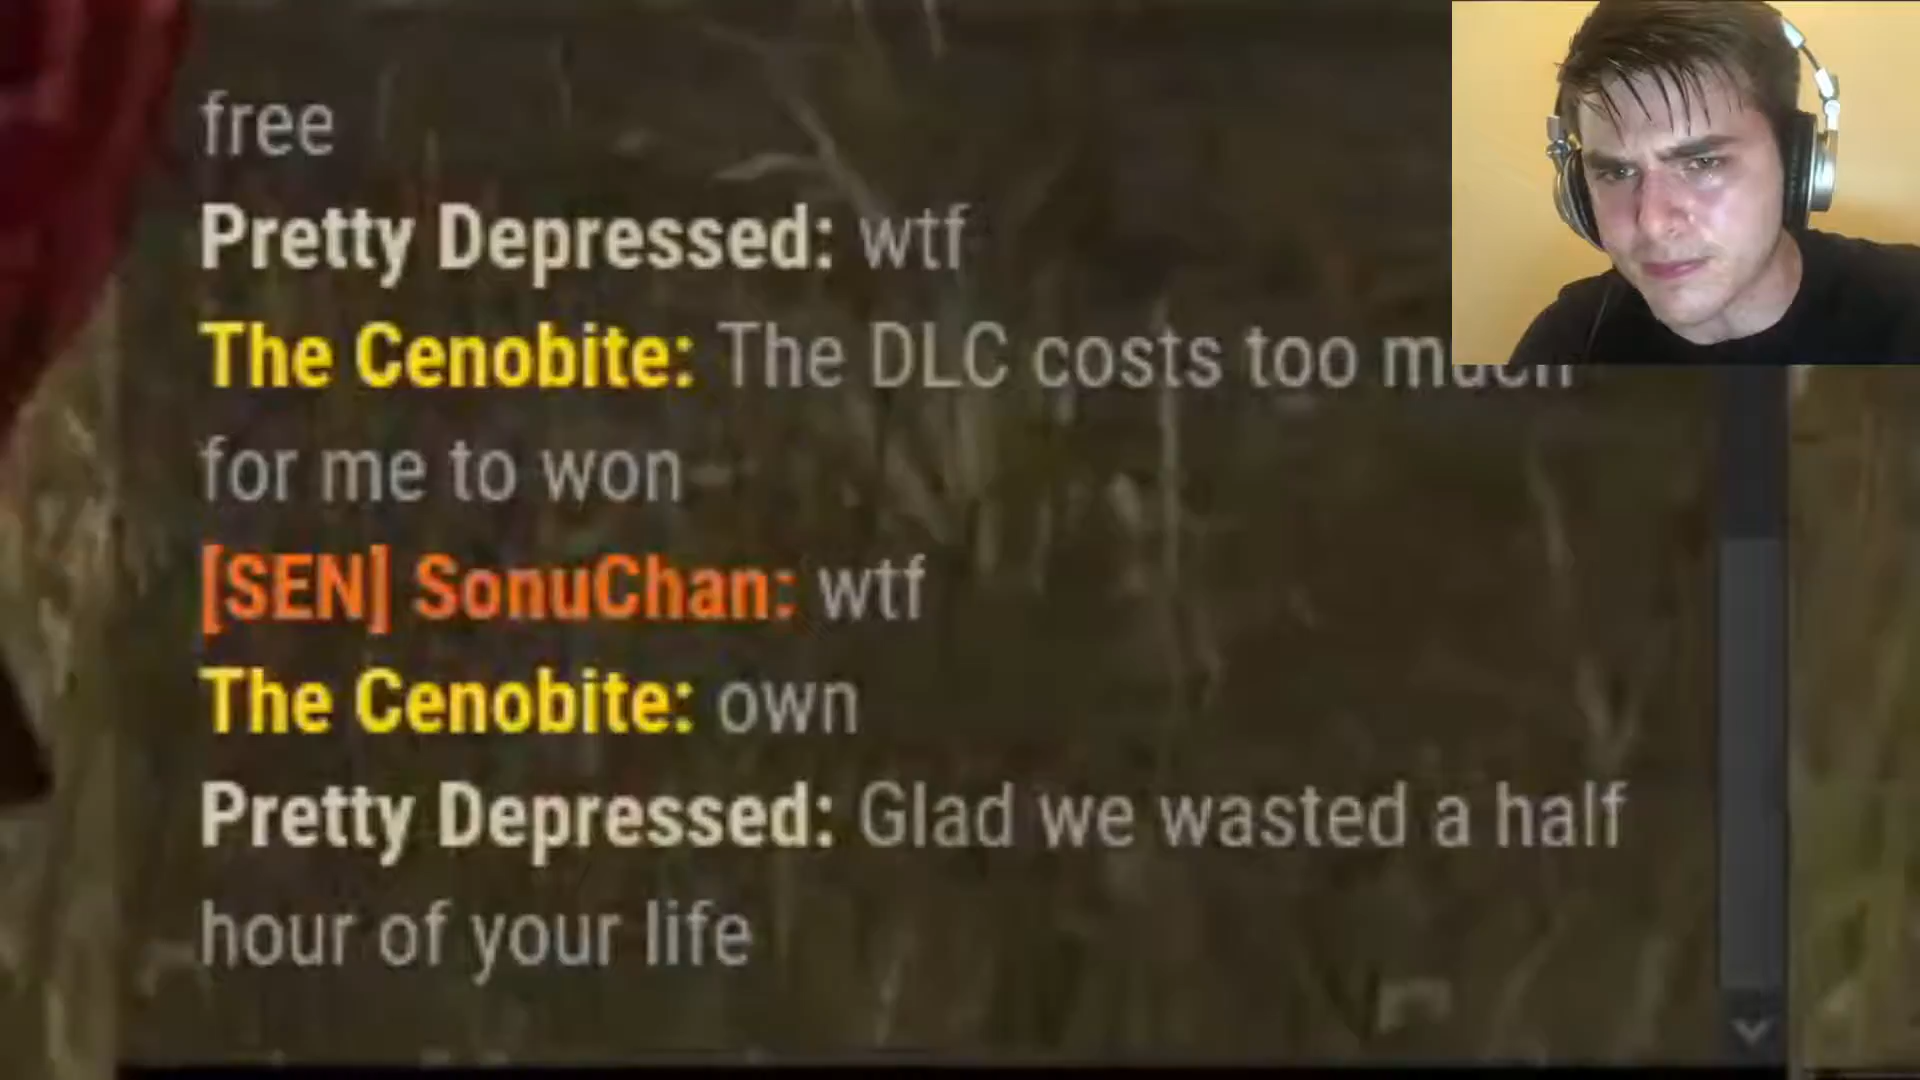 free
Pretty Depressed: wtf
The Cenobite: The DLC costs too much
for me to won
[SEN] SonuChan: wtf
The Cenobite: own
Pretty Depressed: Glad we wasted a half
hour of your life